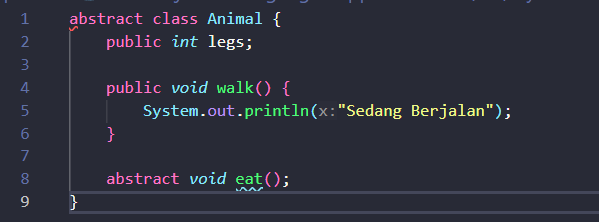 1 abstract class Animal {
2     public int legs;
3
4     public void walk() {
5         System.out.println(x:"Sedang Berjalan");
6     }
7
8     abstract void eat();
9 }